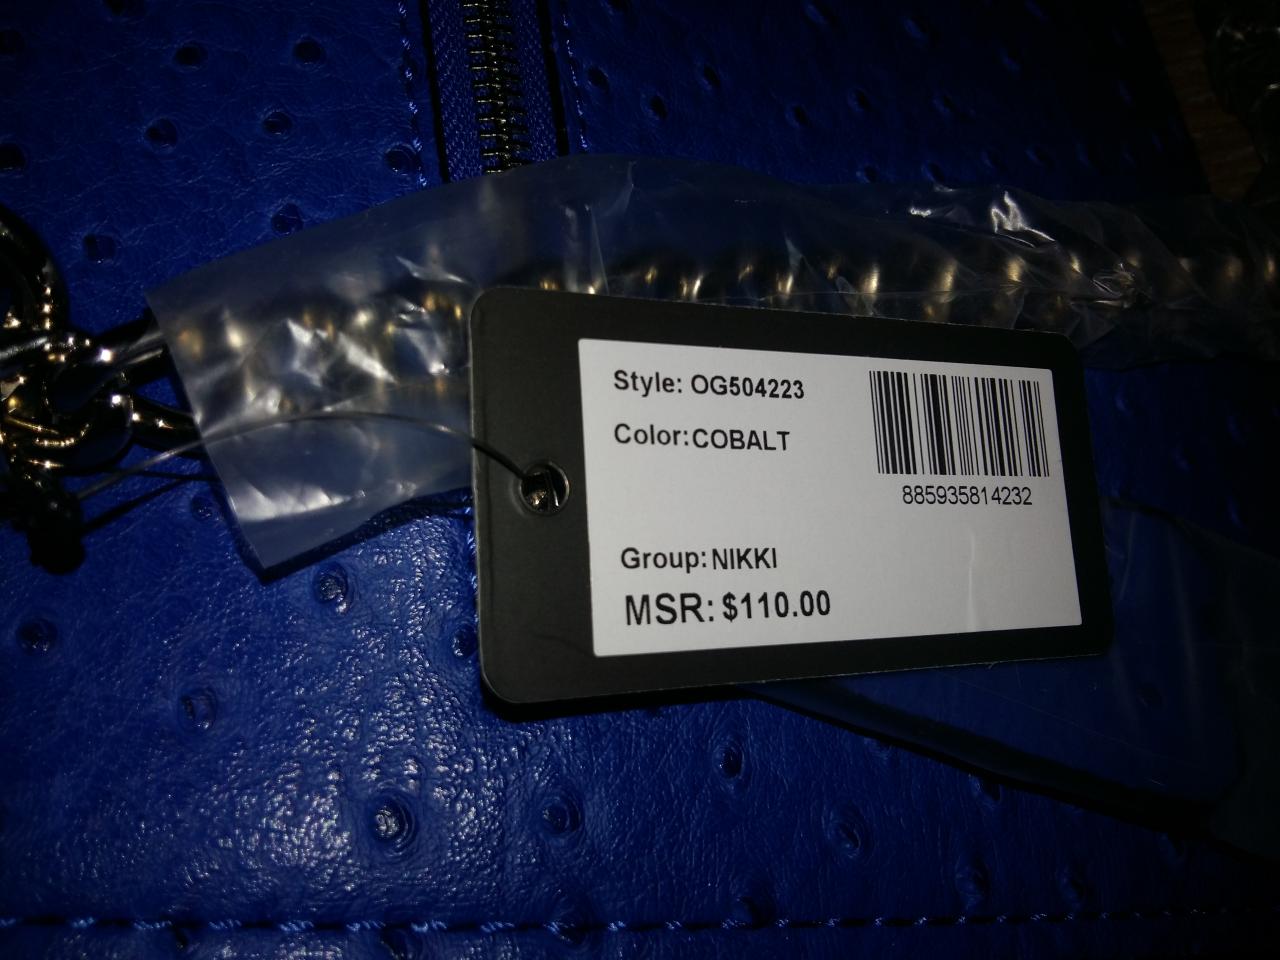 Style: OG504223
Color:COBALT
885935814232
Group:NIKKI
MSR: $110.00